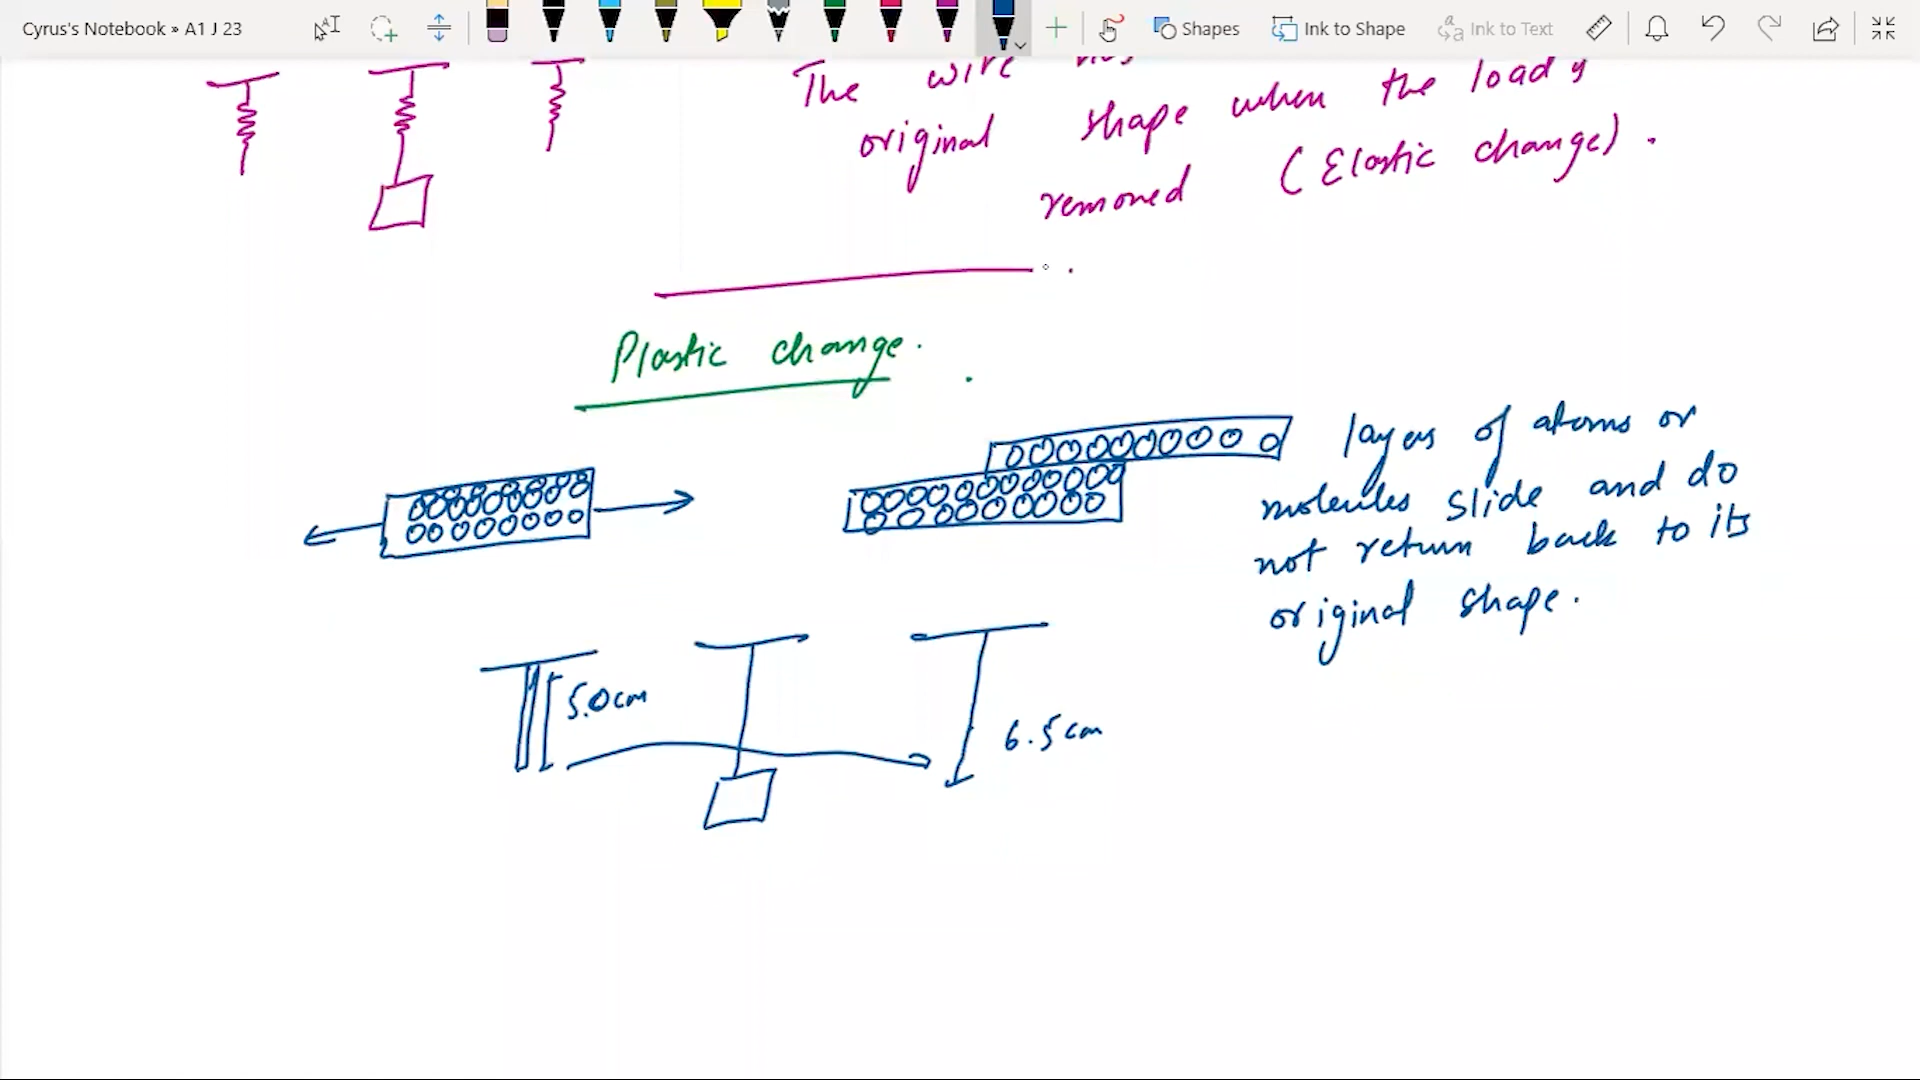 Cyrus's Notebook » A1 J 23
Shapes
Ink to Shape
Ink to Text
The wire
original shape when the load
removed (Elastic change).
Plastic change.
layers of atoms or
molecules slide and do
not return back to its
original shape.
5.0cm
6.5cm